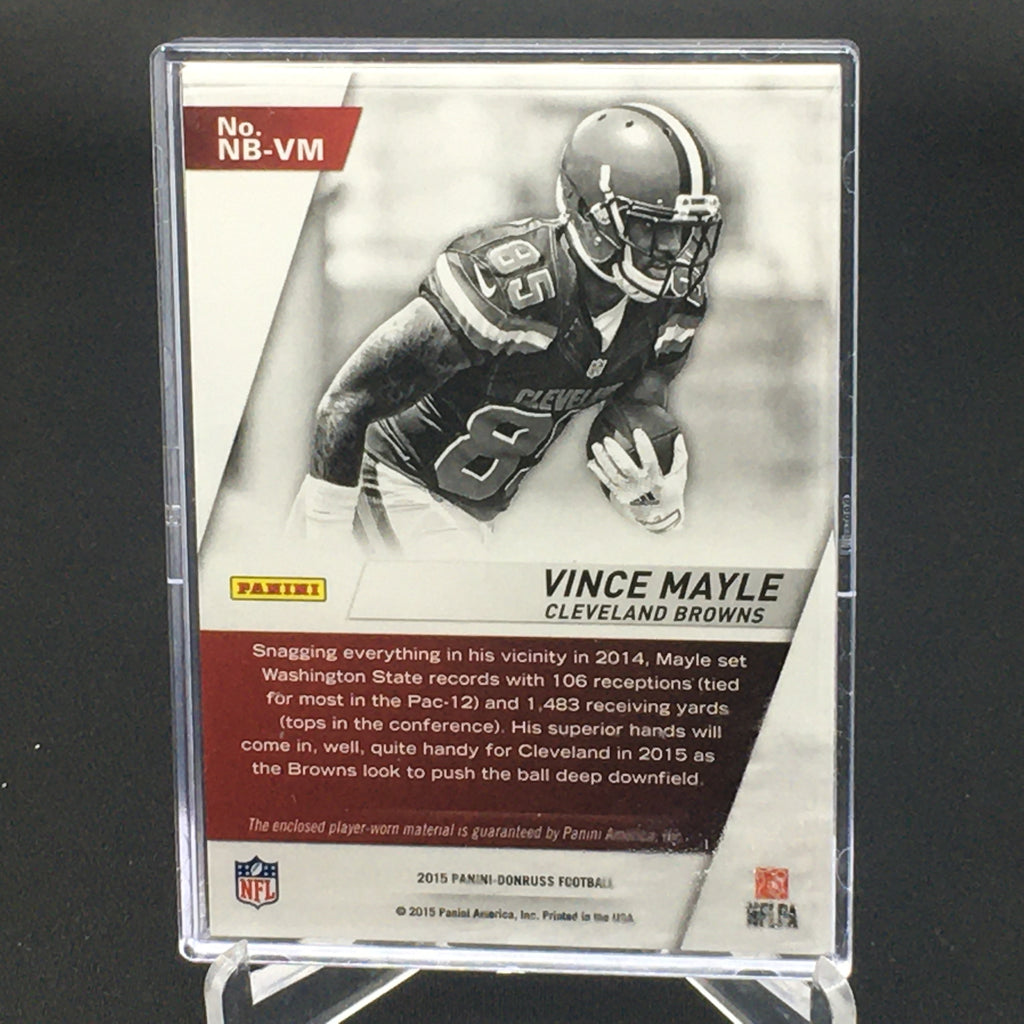 No.
NB-VM
85
CLEVEL
8
PANINI
VINCE MAYLE
CLEVELAND BROWNS
Snagging everything in his vicinity in 2014, Mayle set
Washington State records with 106 receptions (tied
for most in the Pac-12) and 1,483 receiving yards
(tops in the conference). His superior hands will
come in, well, quite handy for Cleveland in 2015 as
the Browns look to push the ball deep downfield.
The enclosed player-worn material is guaranteed by Panini America, Inc.
NFL
2015 PANINI-DONRUSS FOOTBALL
© 2015 Panini America, Inc. Printed in the USA
NFLPA